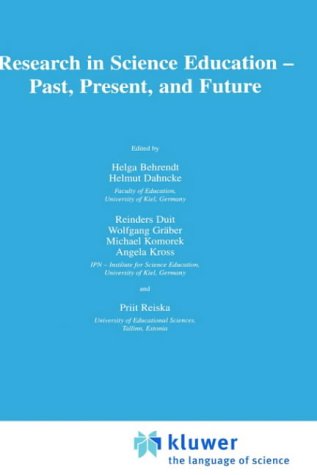 Research in Science Education –
Past, Present, and Future
Edited by
Helga Behrendt
Helmut Dahncke
Faculty of Education,
University of Kiel, Germany
Reinders Duit
Wolfgang Gräber
Michael Komorek
Angela Kross
IPN – Institute for Science Education,
University of Kiel, Germany
and
Priit Reiska
University of Educational Sciences,
Tallinn, Estonia
kluwer
the language of science